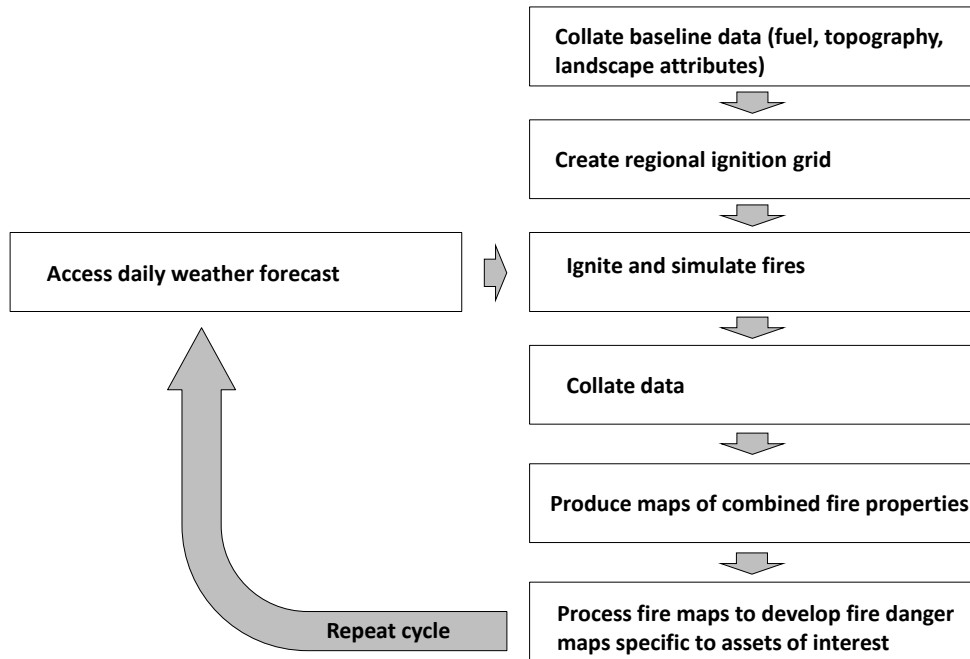 Collate baseline data (fuel, topography,
landscape attributes)
Create regional ignition grid
Access daily weather forecast
Ignite and simulate fires
Collate data
Produce maps of combined fire properties
Process fire maps to develop fire danger
maps specific to assets of interest
Repeat cycle